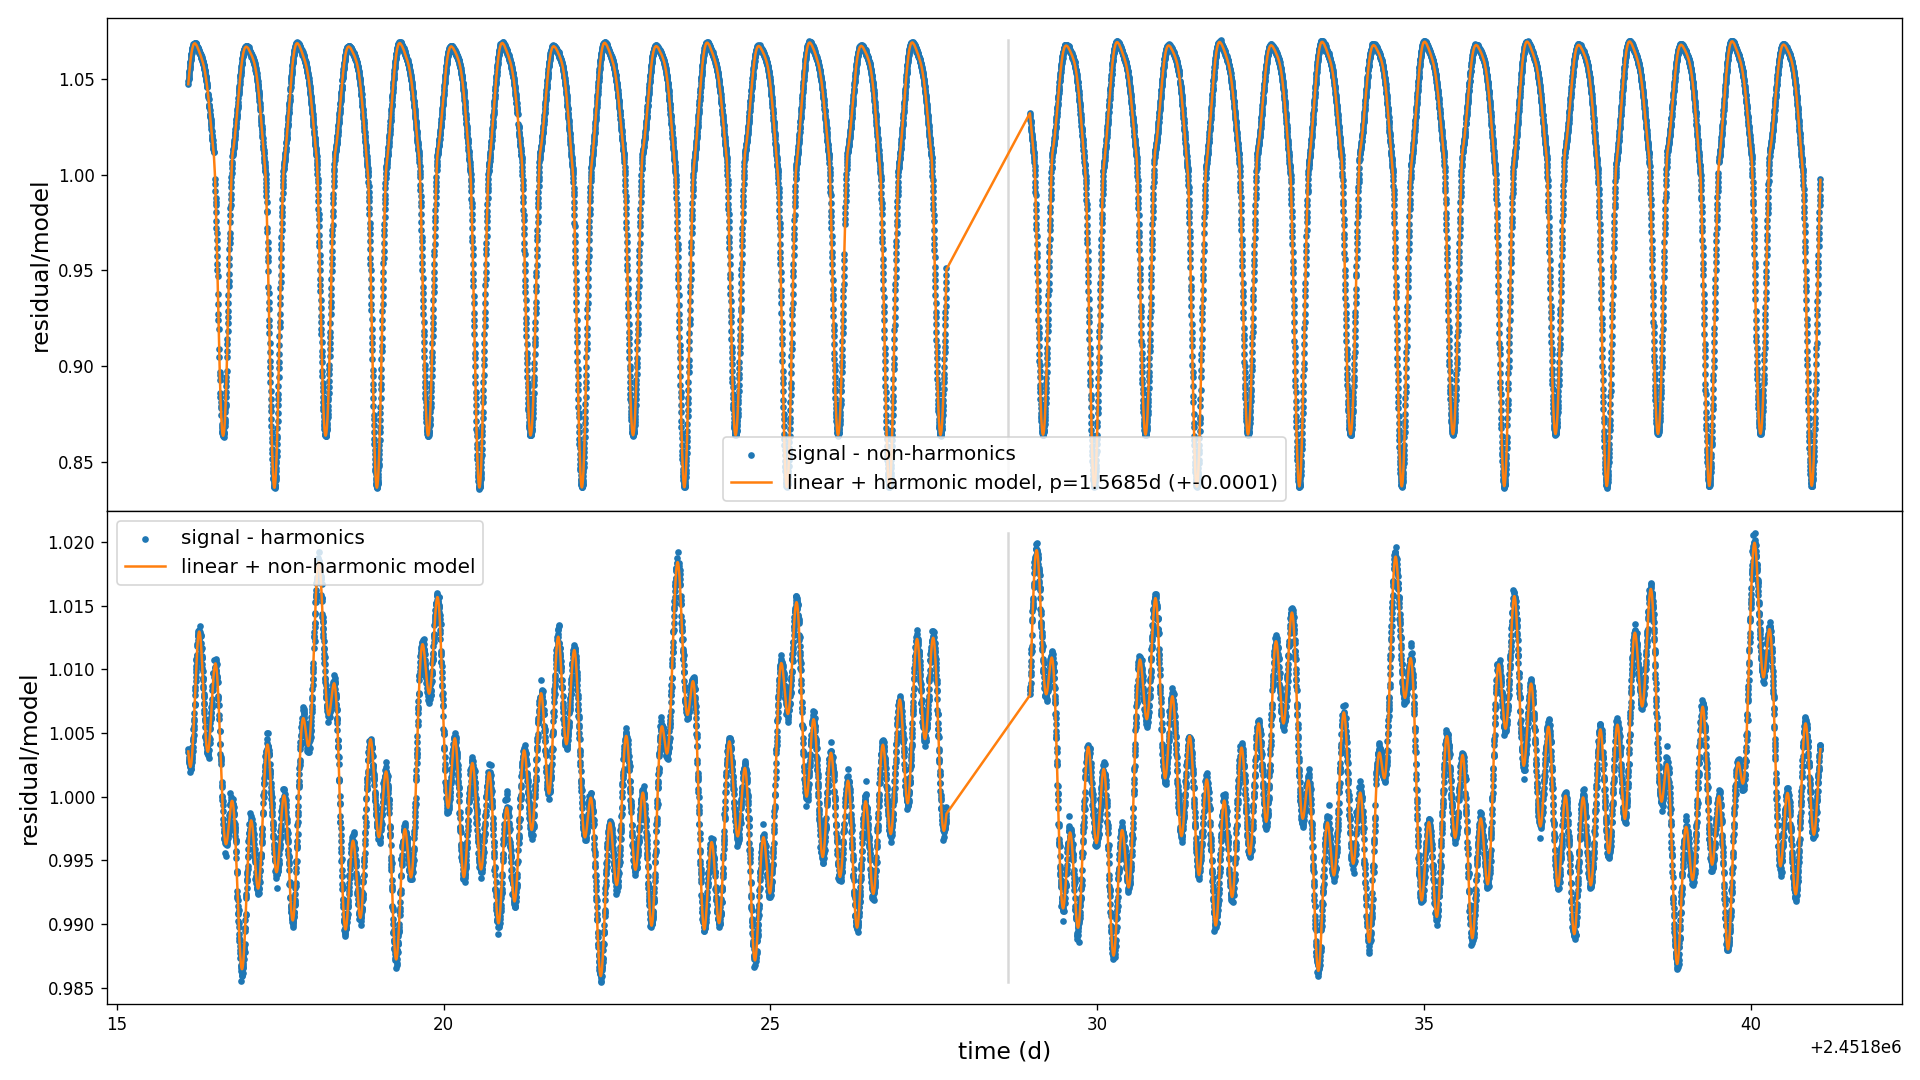 residual/model
1.05
1.00
0.95
0.90
0.85
signal - non-harmonics
linear + harmonic model, p=1.5685d (+-0.0001)
residual/model
1.020
1.015
1.010
1.005
1.000
0.995
0.990
0.985
signal - harmonics
linear + non-harmonic model
15 20 25 30 35 40
time (d)
+2.4518e6